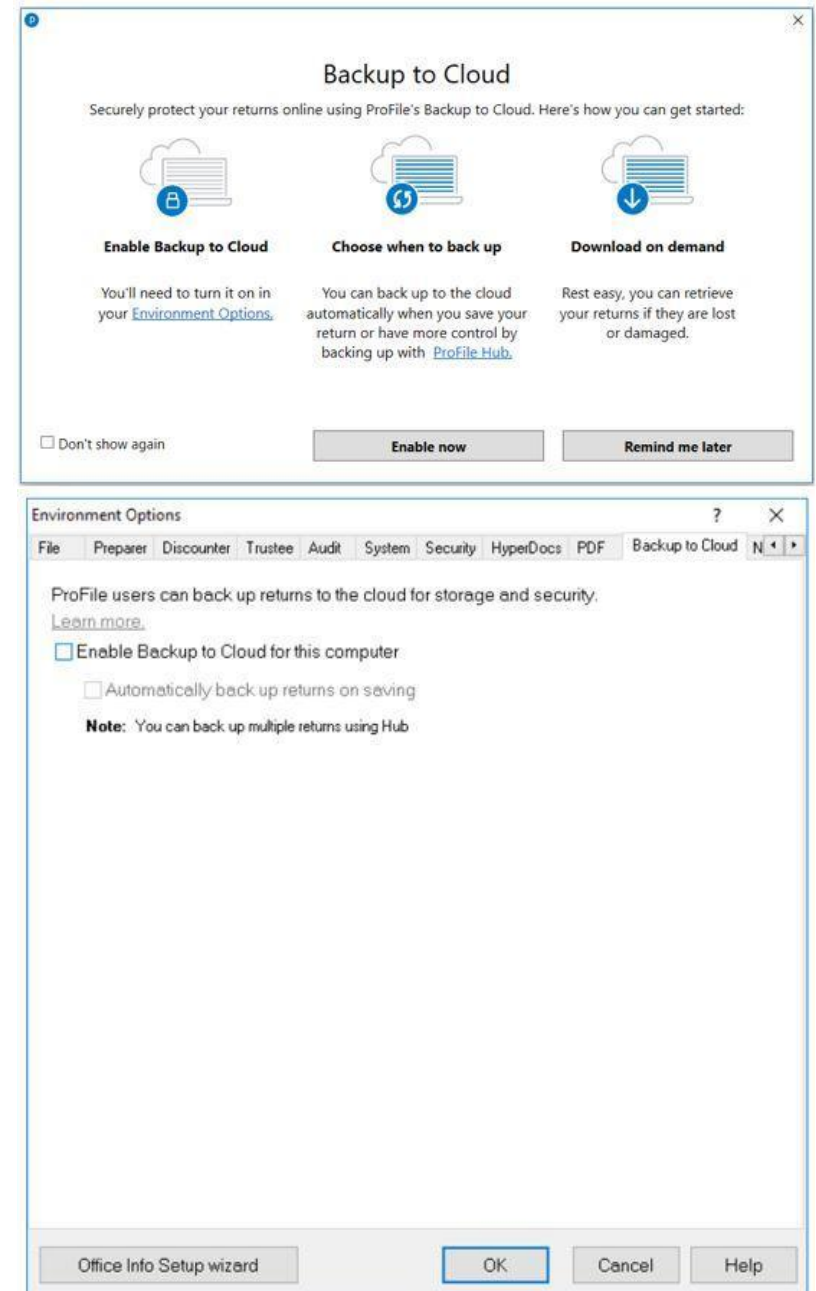 Backup to Cloud
Securely protect your returns online using ProFile's Backup to Cloud. Here's how you can get started:
Enable Backup to Cloud
You'll need to turn it on in
your Environment Options.
Choose when to back up
You can back up to the cloud
automatically when you save your
return or have more control by
backing up with ProFile Hub.
Download on demand
Rest easy, you can retrieve
your returns if they are lost
or damaged.
Don't show again
Enable now
Remind me later
Environment Options
File Preparer Discounter Trustee Audit System Security HyperDocs PDF Backup to Cloud N
ProFile users can back up returns to the cloud for storage and security.
Learn more.
Enable Backup to Cloud for this computer
Automatically back up returns on saving
Note: You can back up multiple returns using Hub
Office Info Setup wizard
OK
Cancel
Help